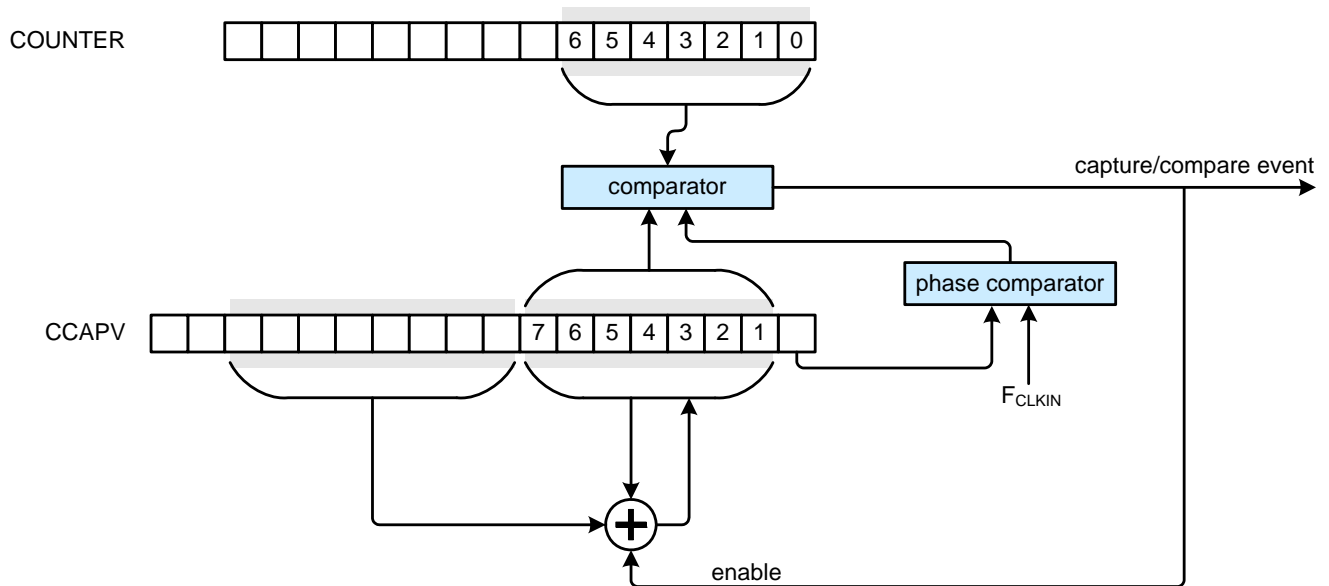 COUNTER 6 5 4 3 2 1 0
capture/compare event
comparator
phase comparator
CCAPV 7 6 5 4 3 2 1
FCLKIN
+
enable